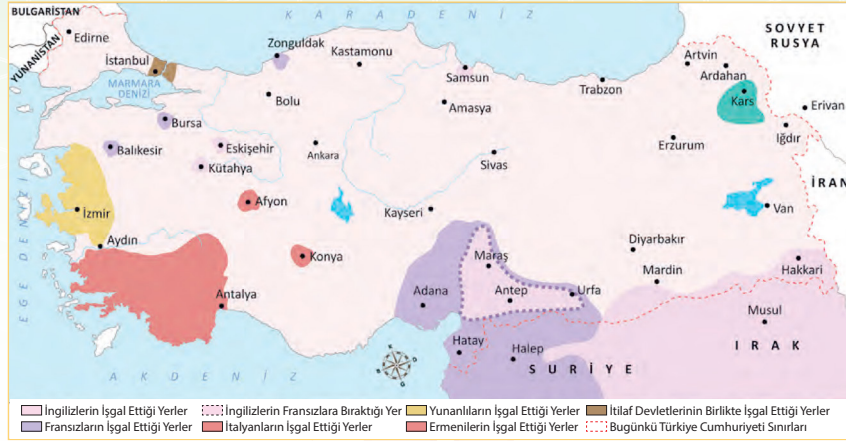 BULGARİSTAN
K A R A D E N İ Z
SOVYET
RUSYA
YUNANİSTAN
Edirne
Zonguldak
Kastamonu
Artvin
İstanbul
Samsun
Ardahan
MARMARA
DENİZİ
Bolu
Amasya
Trabzon
Kars
Erivan
Bursa
Iğdır
Balıkesir
Eskişehir
Ankara
Erzurum
Kütahya
Sivas
İRAN
İzmir
Afyon
Kayseri
Van
Aydın
Konya
Maraş
Diyarbakır
Mardin
Hakkari
EGE DENİZİ
Antalya
Adana
Antep
Urfa
Musul
Hatay
Halep
I R A K
S U R İ Y E
A K D E N İ Z
İngilizlerin İşgal Ettiği Yerler
İngilizlerin Fransızlara Bıraktığı Yer
Yunanlıların İşgal Ettiği Yerler
İtilaf Devletlerinin Birlikte İşgal Ettiği Yerler
Fransızların İşgal Ettiği Yerler
İtalyanların İşgal Ettiği Yerler
Ermenilerin İşgal Ettiği Yerler
Bugünkü Türkiye Cumhuriyeti Sınırları